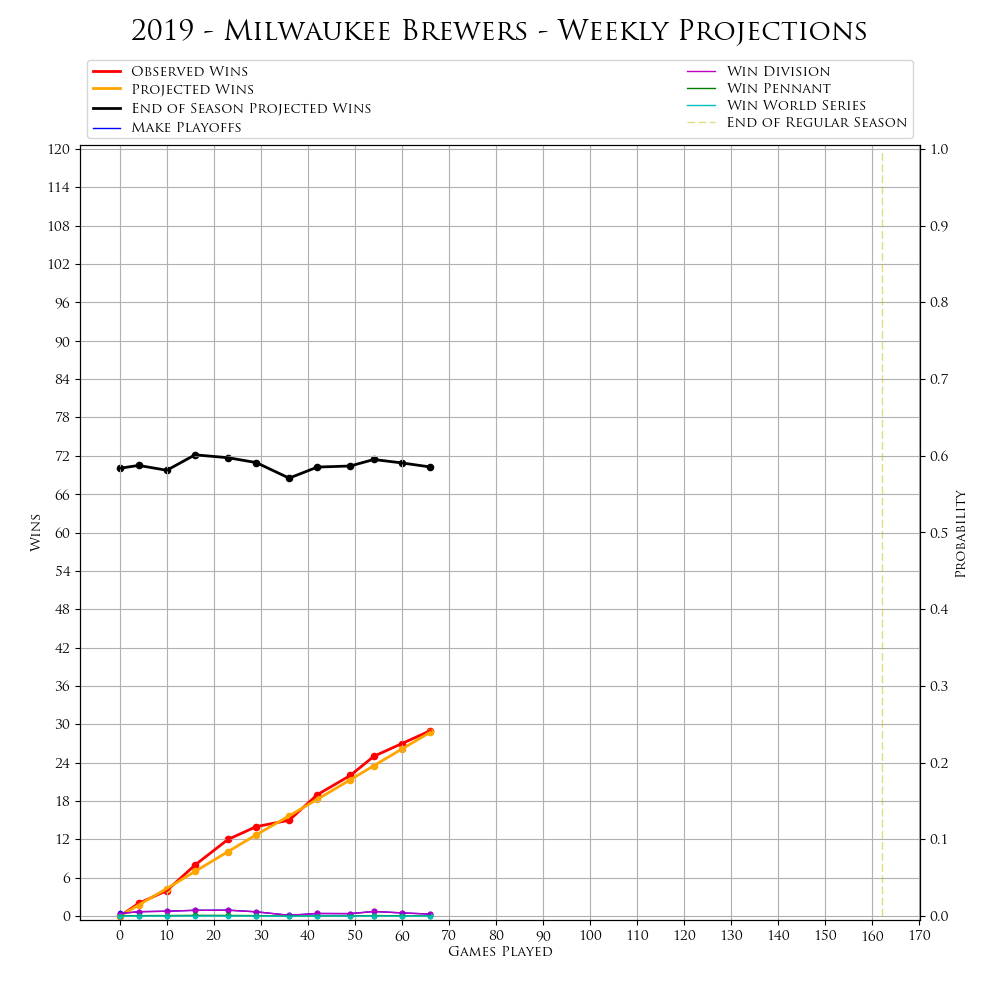 2019 - Milwaukee Brewers - Weekly Projections
Observed Wins
Projected Wins
End of Season Projected Wins
Make Playoffs
Win Division
Win Pennant
Win World Series
End of Regular Season
120
114
108
102
96
90
84
78
72
66
60
54
48
42
36
30
24
18
12
6
0
Wins
1.0
0.9
0.8
0.7
0.6
0.5
0.4
0.3
0.2
0.1
0.0
Probability
0 10 20 30 40 50 60 70 80 90 100 110 120 130 140 150 160 170
Games Played